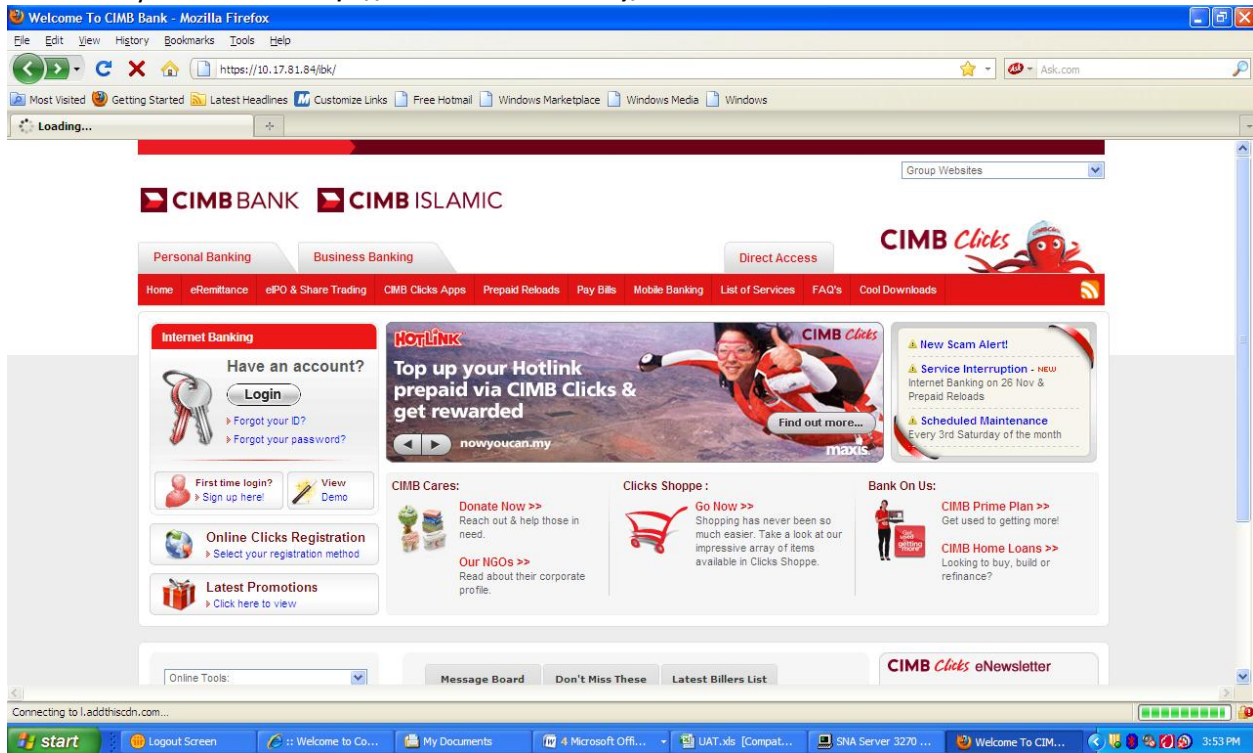 Welcome To CIMB Bank - Mozilla Firefox
File Edit View History Bookmarks Tools Help
https://10.17.81.84/ibk/
Ask.com
Most Visited Getting Started Latest Headlines Customize Links Free Hotmail Windows Marketplace Windows Media Windows
Loading...
Group Websites
CIMB BANK CIMB ISLAMIC
CIMB Clicks
Personal Banking Business Banking Direct Access
Home eRemittance eIPO & Share Trading CIMB Clicks Apps Prepaid Reloads Pay Bills Mobile Banking List of Services FAQ's Cool Downloads
Internet Banking
Have an account?
Login
Forgot your ID?
Forgot your password?
First time login?
Sign up here!
View
Demo
Online Clicks Registration
Select your registration method
Latest Promotions
Click here to view
HOTLINK
CIMB Clicks
Top up your Hotlink
prepaid via CIMB Clicks &
get rewarded
Find out more...
nowyoucan.my
maxis
New Scam Alert!
Service Interruption - NEW
Internet Banking on 26 Nov &
Prepaid Reloads
Scheduled Maintenance
Every 3rd Saturday of the month
CIMB Cares:
Donate Now >>
Reach out & help those in
need.
Our NGOs >>
Read about their corporate
profile.
Clicks Shoppe :
Go Now >>
Shopping has never been so
much easier. Take a look at our
impressive array of items
available in Clicks Shoppe.
Bank On Us:
CIMB Prime Plan >>
Get used to getting more!
CIMB Home Loans >>
Looking to buy, build or
refinance?
Online Tools:
Message Board Don't Miss These Latest Billers List
CIMB Clicks eNewsletter
Connecting to l.addthiscdn.com...
start Logout Screen :: Welcome to Co... My Documents 4 Microsoft Offi... UAT.xls [Compat... SNA Server 3270 ... Welcome To CIM... 3:53 PM